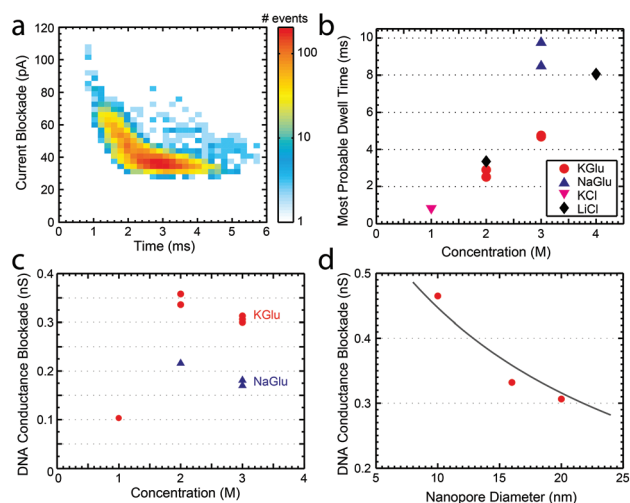 a
# events
100
10
1
Current Blockade (pA)
120
100
80
60
40
20
0
0 1 2 3 4 5 6
Time (ms)
b
Most Probable Dwell Time (ms)
10
8
6
4
2
0
0 1 2 3 4
Concentration (M)
KGlu
NaGlu
KCl
LiCl
c
DNA Conductance Blockade (nS)
0.4
0.3
0.2
0.1
0
0 1 2 3 4
Concentration (M)
KGlu
NaGlu
d
DNA Conductance Blockade (nS)
0.5
0.4
0.3
0.2
5 10 15 20 25
Nanopore Diameter (nm)